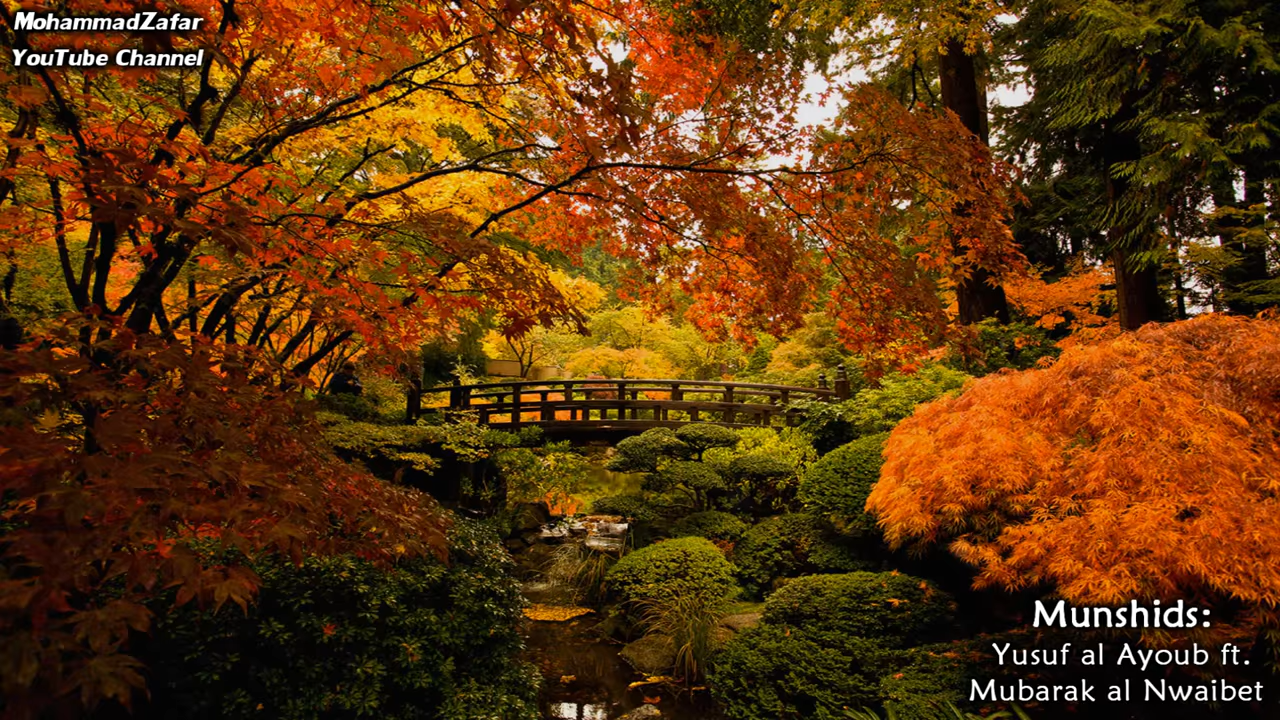 MohammadZafar
YouTube Channel
Munshids:
Yusuf al Ayoub ft.
Mubarak al Nwaibet